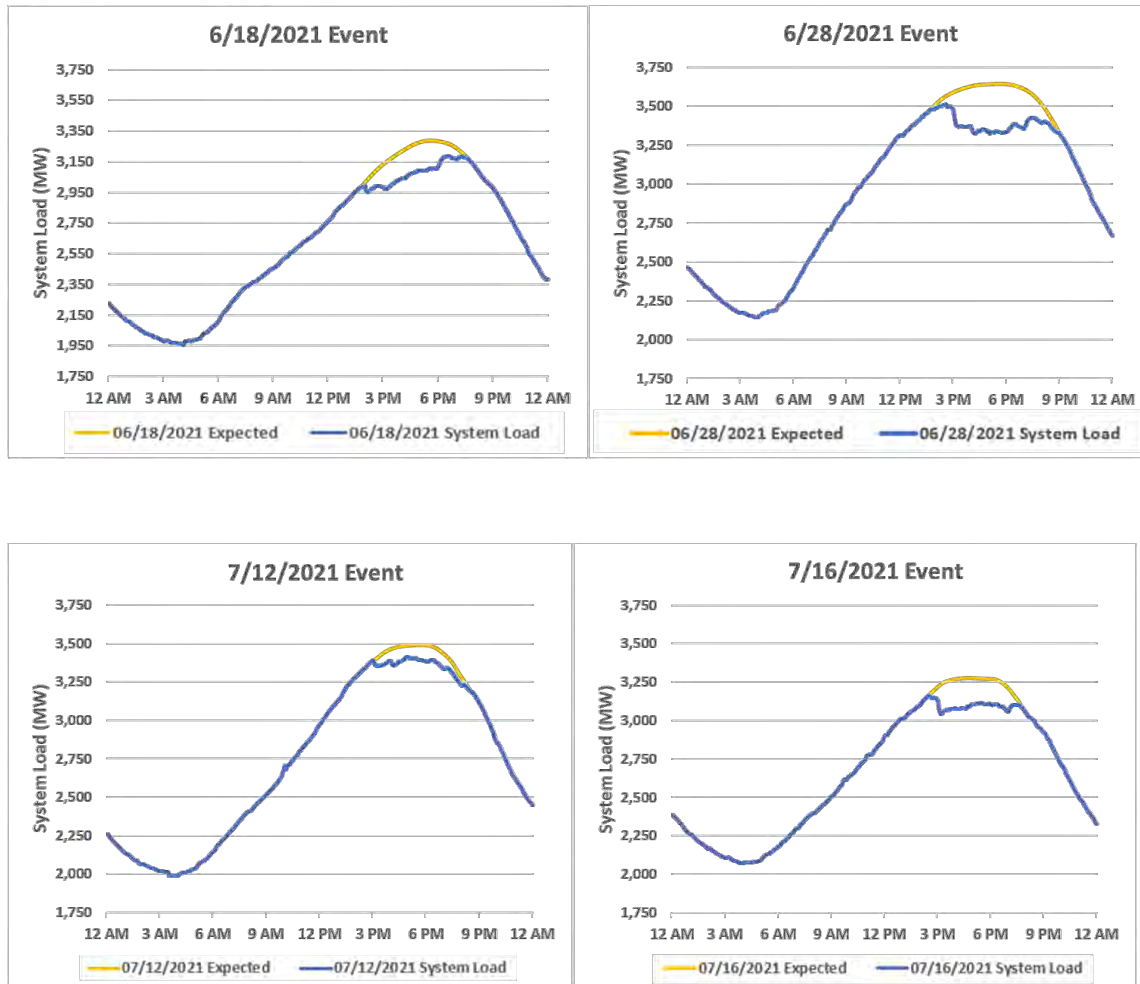 6/18/2021 Event
System Load (MW)
3,750
3,550
3,350
3,150
2,950
2,750
2,550
2,350
2,150
1,950
1,750
12 AM 3 AM 6 AM 9 AM 12 PM 3 PM 6 PM 9 PM 12 AM
06/18/2021 Expected 06/18/2021 System Load
6/28/2021 Event
System Load (MW)
3,750
3,500
3,250
3,000
2,750
2,500
2,250
2,000
1,750
12 AM 3 AM 6 AM 9 AM 12 PM 3 PM 6 PM 9 PM 12 AM
06/28/2021 Expected 06/28/2021 System Load
7/12/2021 Event
System Load (MW)
3,750
3,500
3,250
3,000
2,750
2,500
2,250
2,000
1,750
12 AM 3 AM 6 AM 9 AM 12 PM 3 PM 6 PM 9 PM 12 AM
07/12/2021 Expected 07/12/2021 System Load
7/16/2021 Event
System Load (MW)
3,750
3,500
3,250
3,000
2,750
2,500
2,250
2,000
1,750
12 AM 3 AM 6 AM 9 AM 12 PM 3 PM 6 PM 9 PM 12 AM
07/16/2021 Expected 07/16/2021 System Load